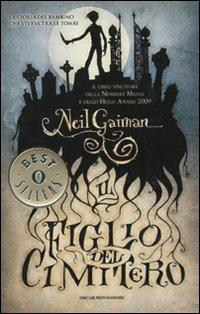 LA STORIA DEL BAMBINO
CHE VIVEVA TRA LE TOMBE
IL LIBRO VINCITORE
DELLA NEWBERY MEDAL
E DELLO HUGO AWARD 2009
Neil Gaiman
BEST
SELLERS
IL
FIGLIO
DEL
CIMITERO
OSCAR MONDADORI